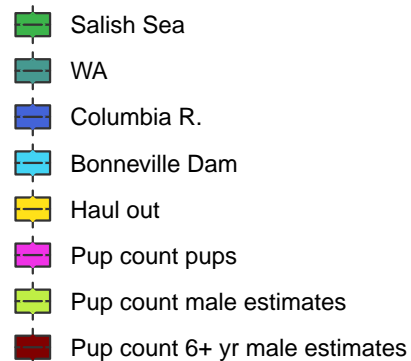 Salish Sea
WA
Columbia R.
Bonneville Dam
Haul out
Pup count pups
Pup count male estimates
Pup count 6+ yr male estimates